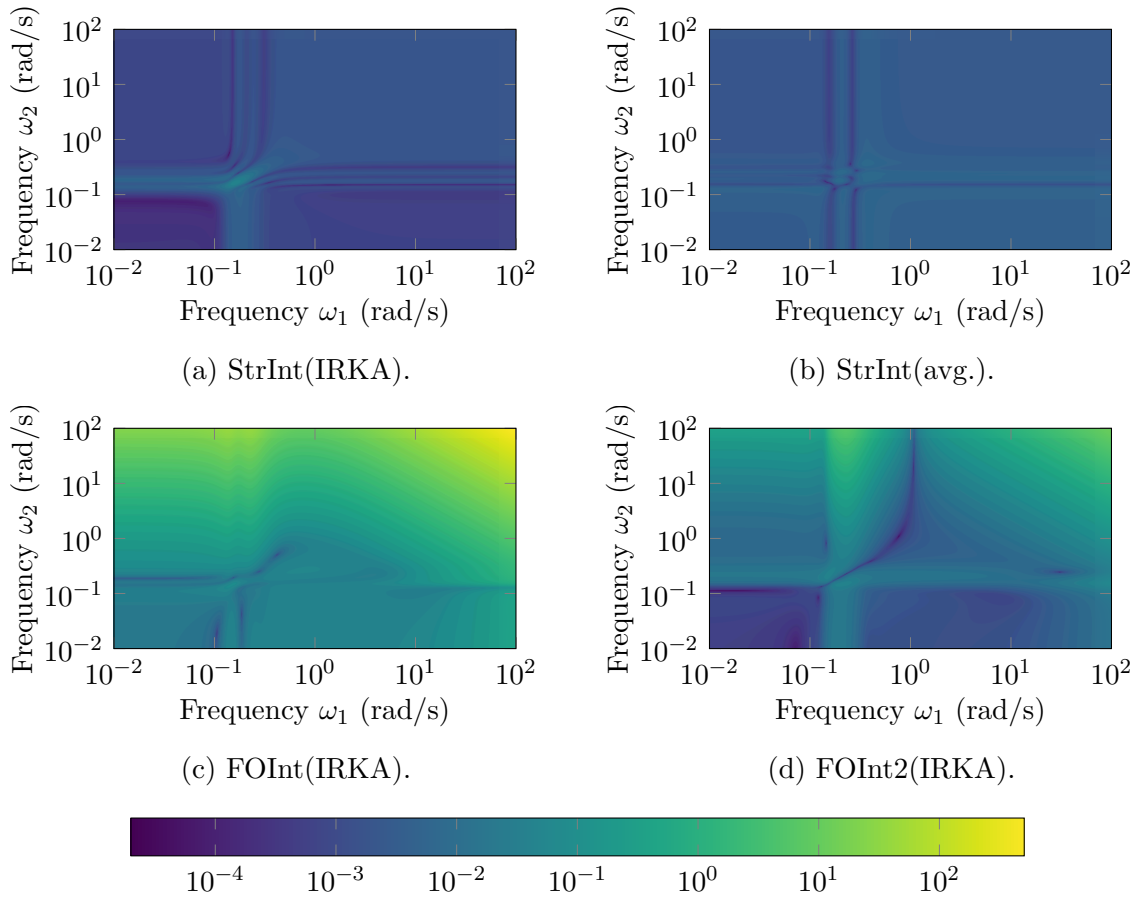 10^2
10^1
10^0
10^−1
10^−2
Frequency ω₂ (rad/s)
10^−2 10^−1 10^0 10^1 10^2
Frequency ω₁ (rad/s)
(a) StrInt(IRKA).
10^2
10^1
10^0
10^−1
10^−2
Frequency ω₂ (rad/s)
10^−2 10^−1 10^0 10^1 10^2
Frequency ω₁ (rad/s)
(b) StrInt(avg.).
10^2
10^1
10^0
10^−1
10^−2
Frequency ω₂ (rad/s)
10^−2 10^−1 10^0 10^1 10^2
Frequency ω₁ (rad/s)
(c) FOInt(IRKA).
10^2
10^1
10^0
10^−1
10^−2
Frequency ω₂ (rad/s)
10^−2 10^−1 10^0 10^1 10^2
Frequency ω₁ (rad/s)
(d) FOInt2(IRKA).
10^−4 10^−3 10^−2 10^−1 10^0 10^1 10^2